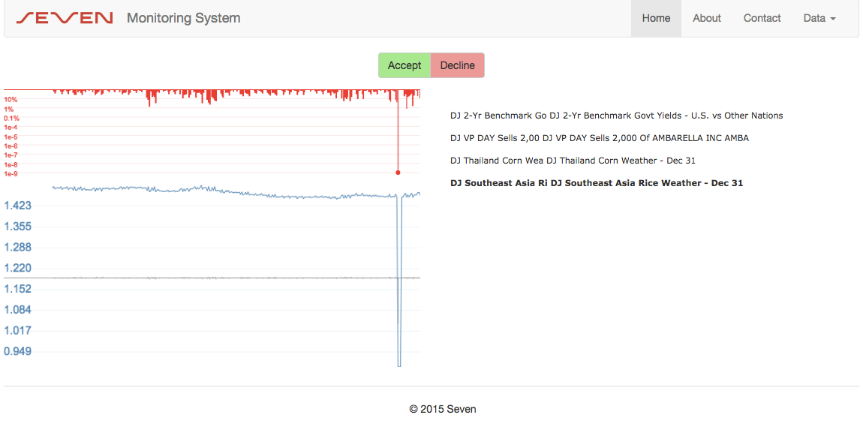 SEVEN Monitoring System Home About Contact Data
Accept Decline
10%
1%
0.1%
1e-4
1e-5
1e-6
1e-7
1e-8
1e-9
1.423
1.355
1.288
1.220
1.152
1.084
1.017
0.949
DJ 2-Yr Benchmark Go DJ 2-Yr Benchmark Govt Yields - U.S. vs Other Nations
DJ VP DAY Sells 2,00 DJ VP DAY Sells 2,000 Of AMBARELLA INC AMBA
DJ Thailand Corn Wea DJ Thailand Corn Weather - Dec 31
DJ Southeast Asia Ri DJ Southeast Asia Rice Weather - Dec 31
© 2015 Seven